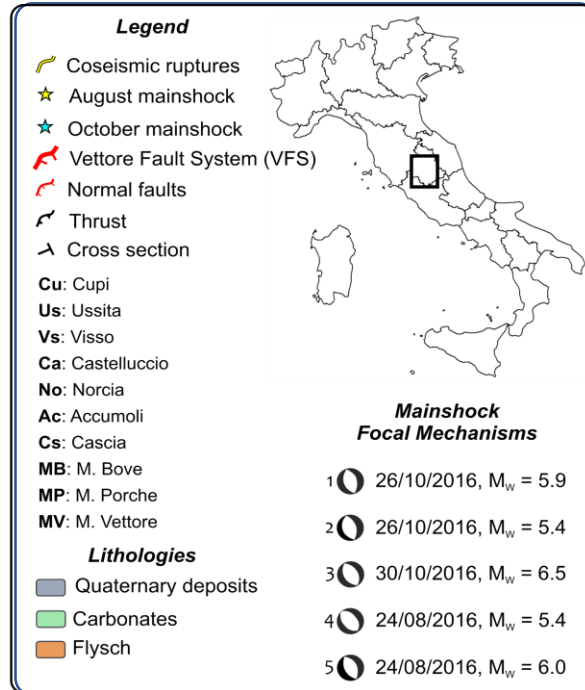 Legend
Coseismic ruptures
August mainshock
October mainshock
Vettore Fault System (VFS)
Normal faults
Thrust
Cross section
Cu: Cupi
Us: Ussita
Vs: Visso
Ca: Castelluccio
No: Norcia
Ac: Accumoli
Cs: Cascia
MB: M. Bove
MP: M. Porche
MV: M. Vettore
Lithologies
Quaternary deposits
Carbonates
Flysch
Mainshock
Focal Mechanisms
1 26/10/2016, Mw = 5.9
2 26/10/2016, Mw = 5.4
3 30/10/2016, Mw = 6.5
4 24/08/2016, Mw = 5.4
5 24/08/2016, Mw = 6.0